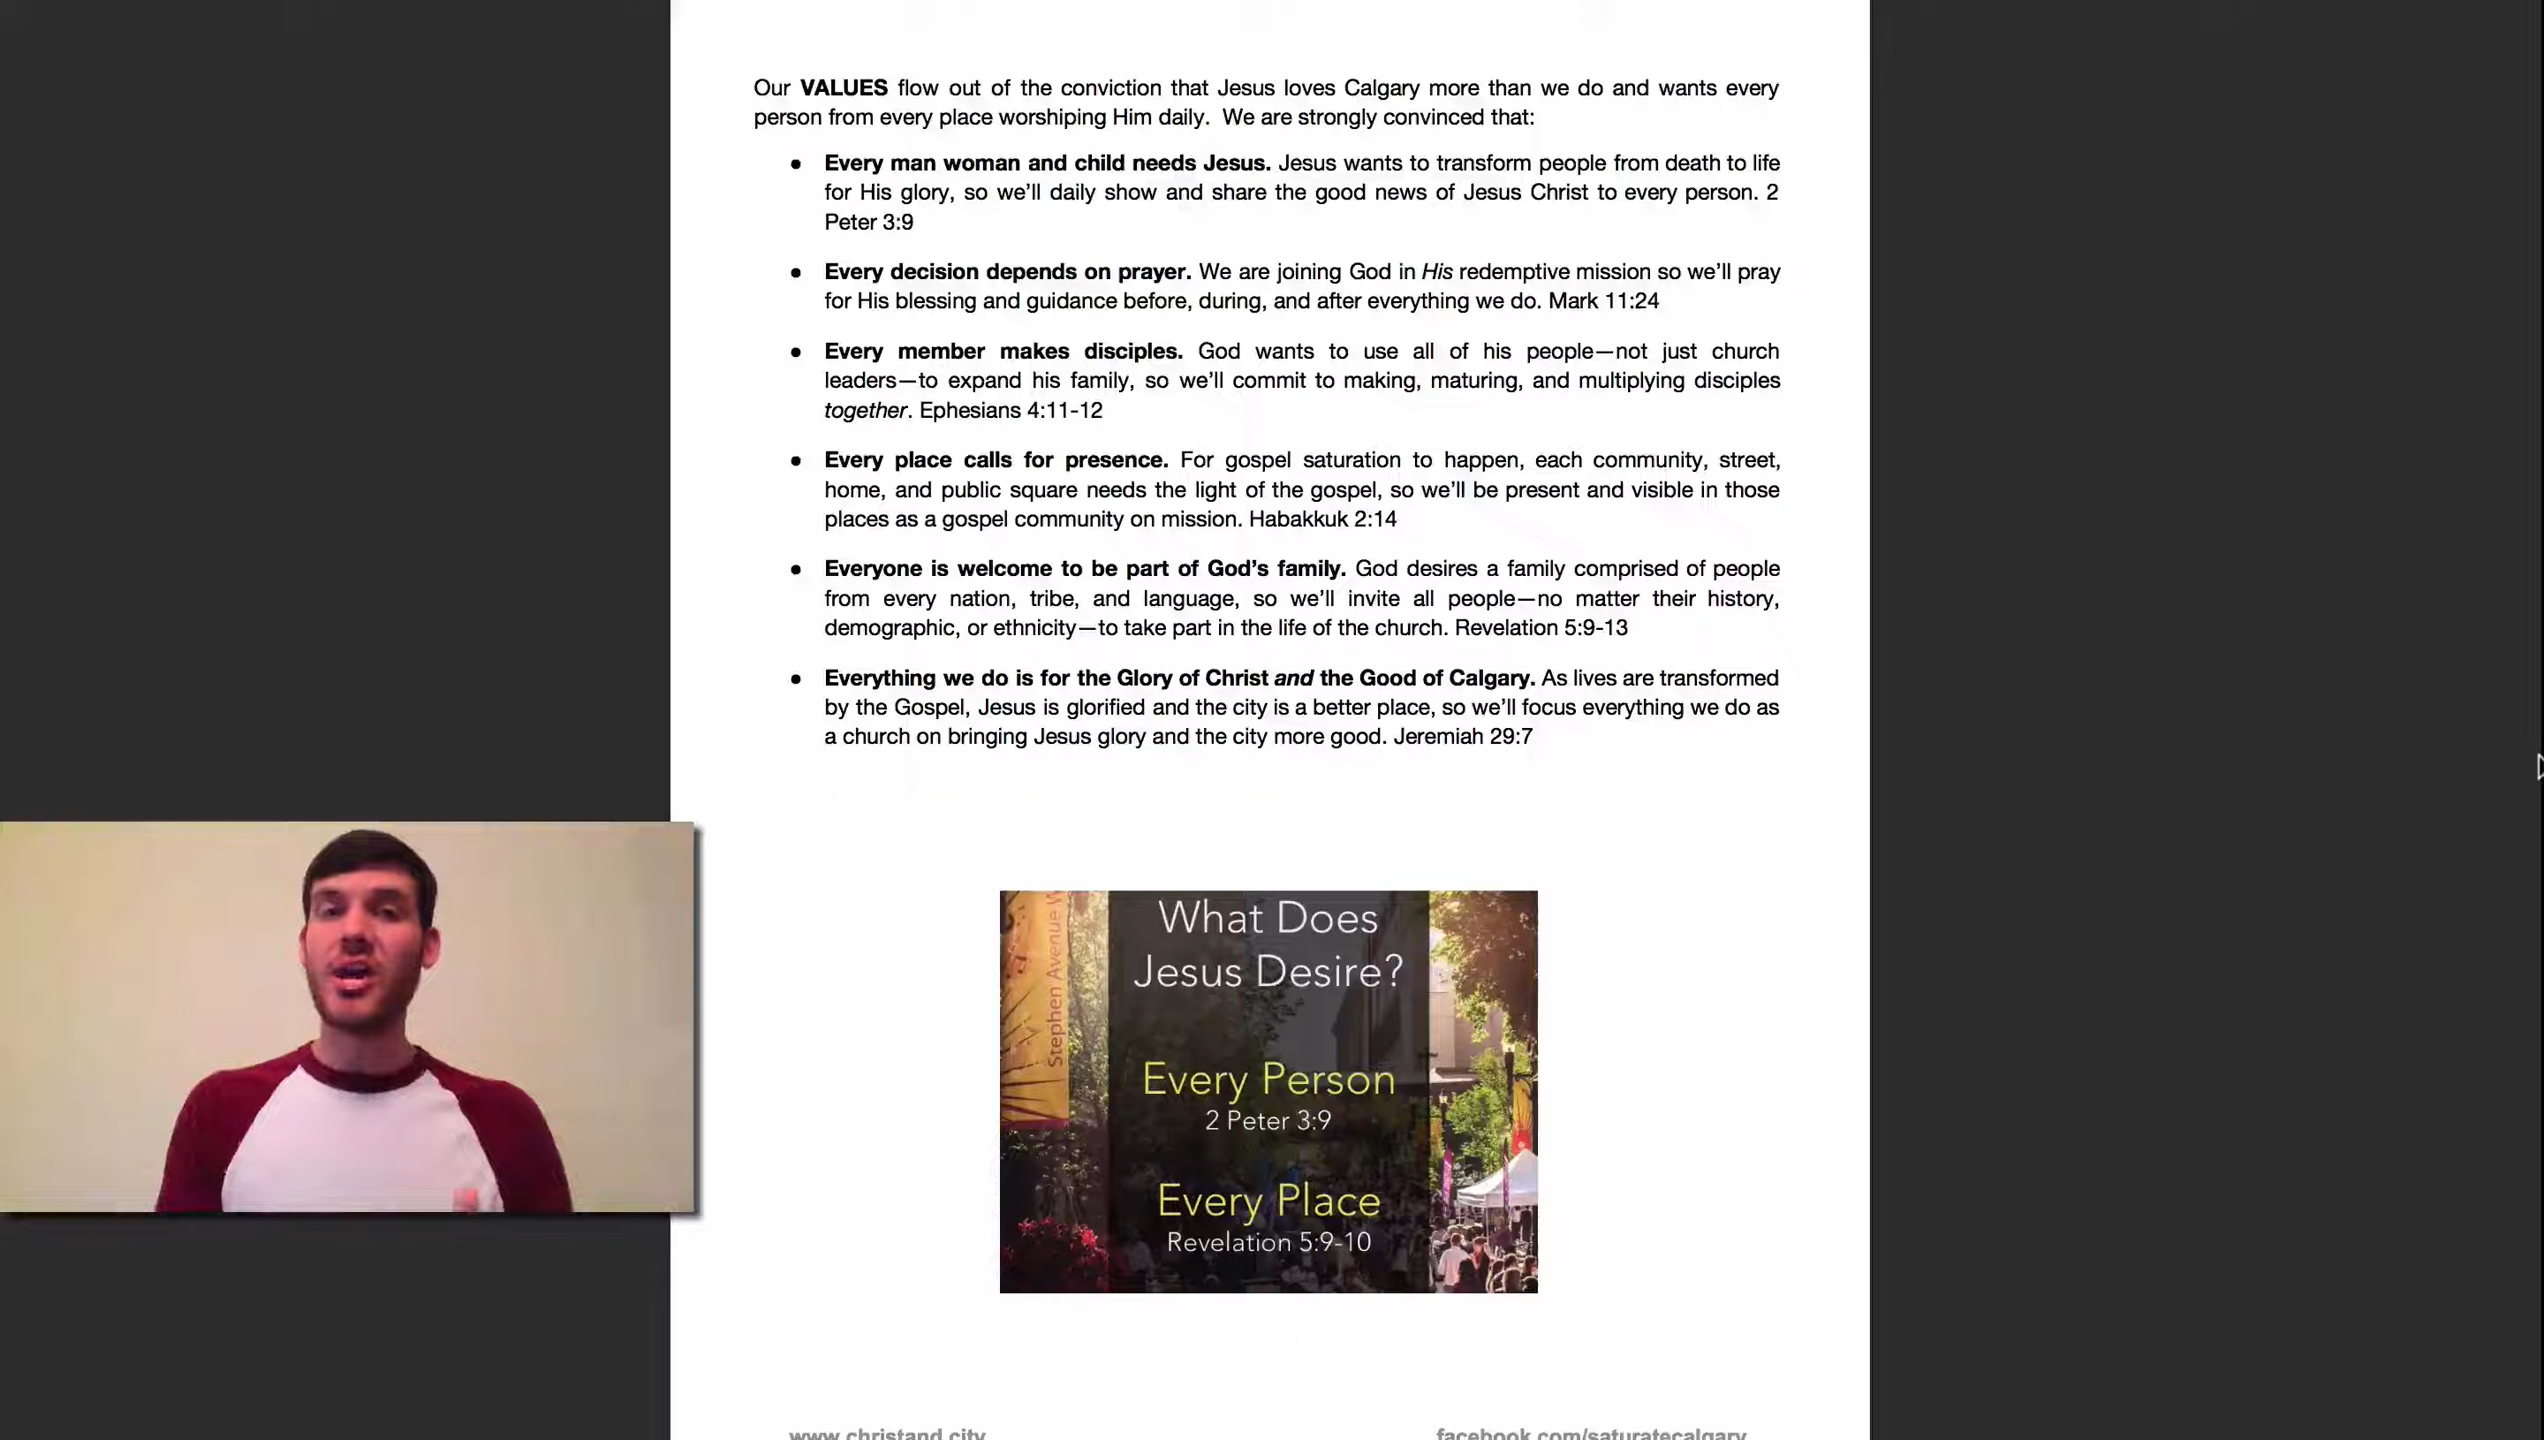 Our VALUES flow out of the conviction that Jesus loves Calgary more than we do and wants every
person from every place worshiping Him daily.  We are strongly convinced that:
● Every man woman and child needs Jesus. Jesus wants to transform people from death to life
for His glory, so we’ll daily show and share the good news of Jesus Christ to every person. 2
Peter 3:9
● Every decision depends on prayer. We are joining God in His redemptive mission so we’ll pray
for His blessing and guidance before, during, and after everything we do. Mark 11:24
● Every member makes disciples. God wants to use all of his people—not just church
leaders—to expand his family, so we’ll commit to making, maturing, and multiplying disciples
together. Ephesians 4:11-12
● Every place calls for presence. For gospel saturation to happen, each community, street,
home, and public square needs the light of the gospel, so we’ll be present and visible in those
places as a gospel community on mission. Habakkuk 2:14
● Everyone is welcome to be part of God’s family. God desires a family comprised of people
from every nation, tribe, and language, so we’ll invite all people—no matter their history,
demographic, or ethnicity—to take part in the life of the church. Revelation 5:9-13
● Everything we do is for the Glory of Christ and the Good of Calgary. As lives are transformed
by the Gospel, Jesus is glorified and the city is a better place, so we’ll focus everything we do as
a church on bringing Jesus glory and the city more good. Jeremiah 29:7
Stephen Avenue W
What Does
Jesus Desire?
Every Person
2 Peter 3:9
Every Place
Revelation 5:9-10
www.christand.city
facebook.com/saturatecalgary